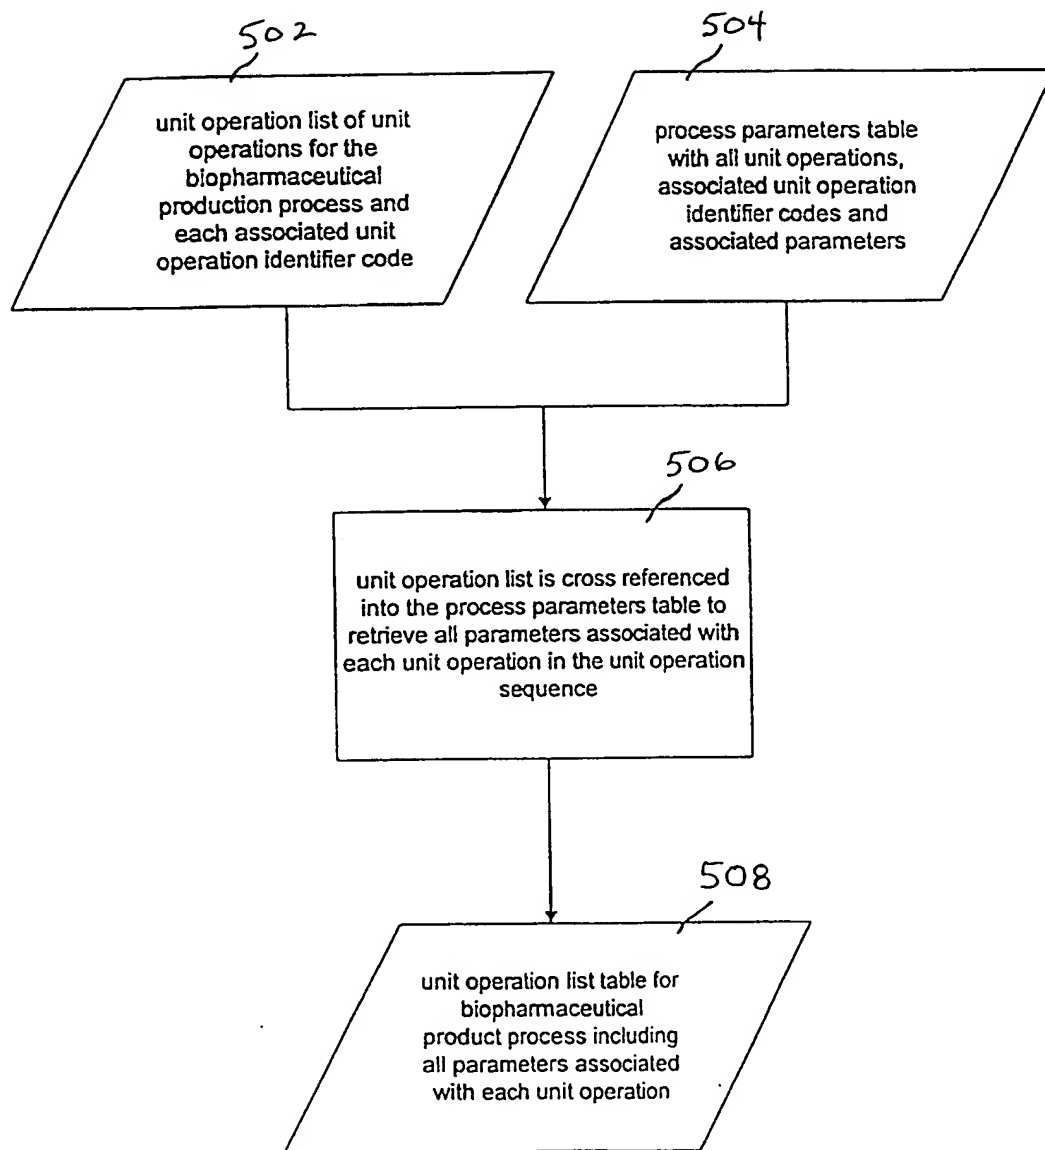 502
504
unit operation list of unit
operations for the
biopharmaceutical
production process and
each associated unit
operation identifier code
process parameters table
with all unit operations,
associated unit operation
identifier codes and
associated parameters
506
unit operation list is cross referenced
into the process parameters table to
retrieve all parameters associated with
each unit operation in the unit operation
sequence
508
unit operation list table for
biopharmaceutical
product process including
all parameters associated
with each unit operation